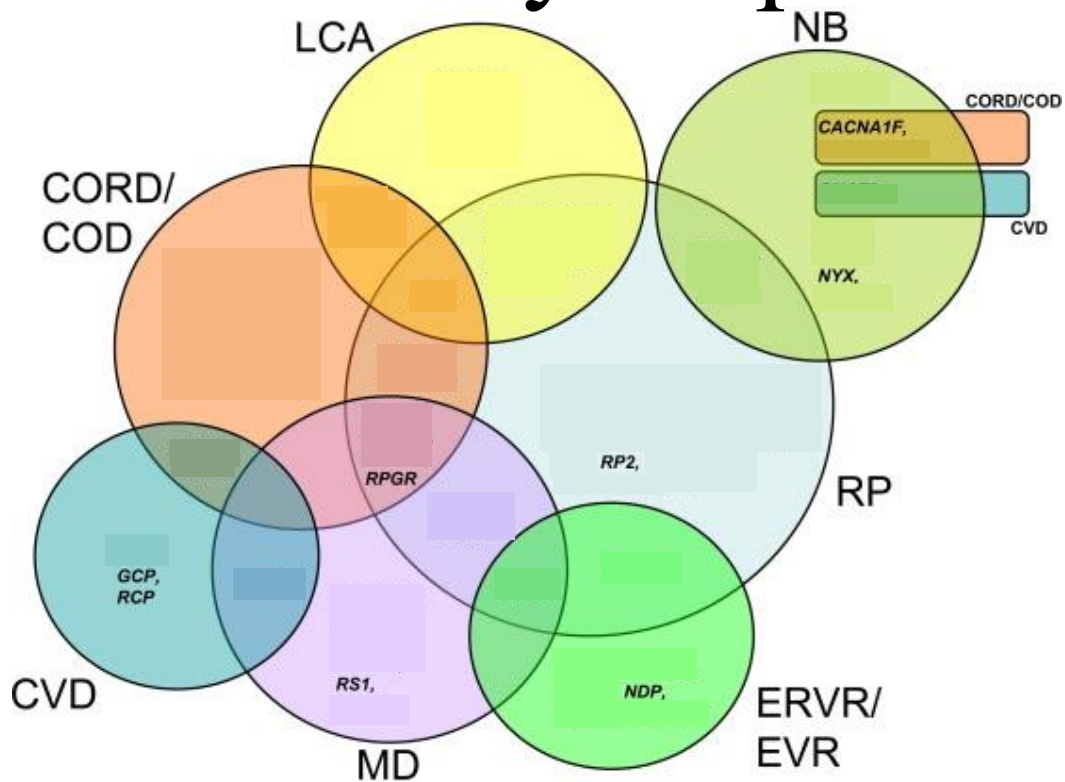 LCA
NB
CORD/COD
CACNA1F,
CORD/
COD
CVD
NYX,
RP2,
RPGR
RP
GCP,
RCP
RS1,
NDP,
CVD
ERVR/
EVR
MD